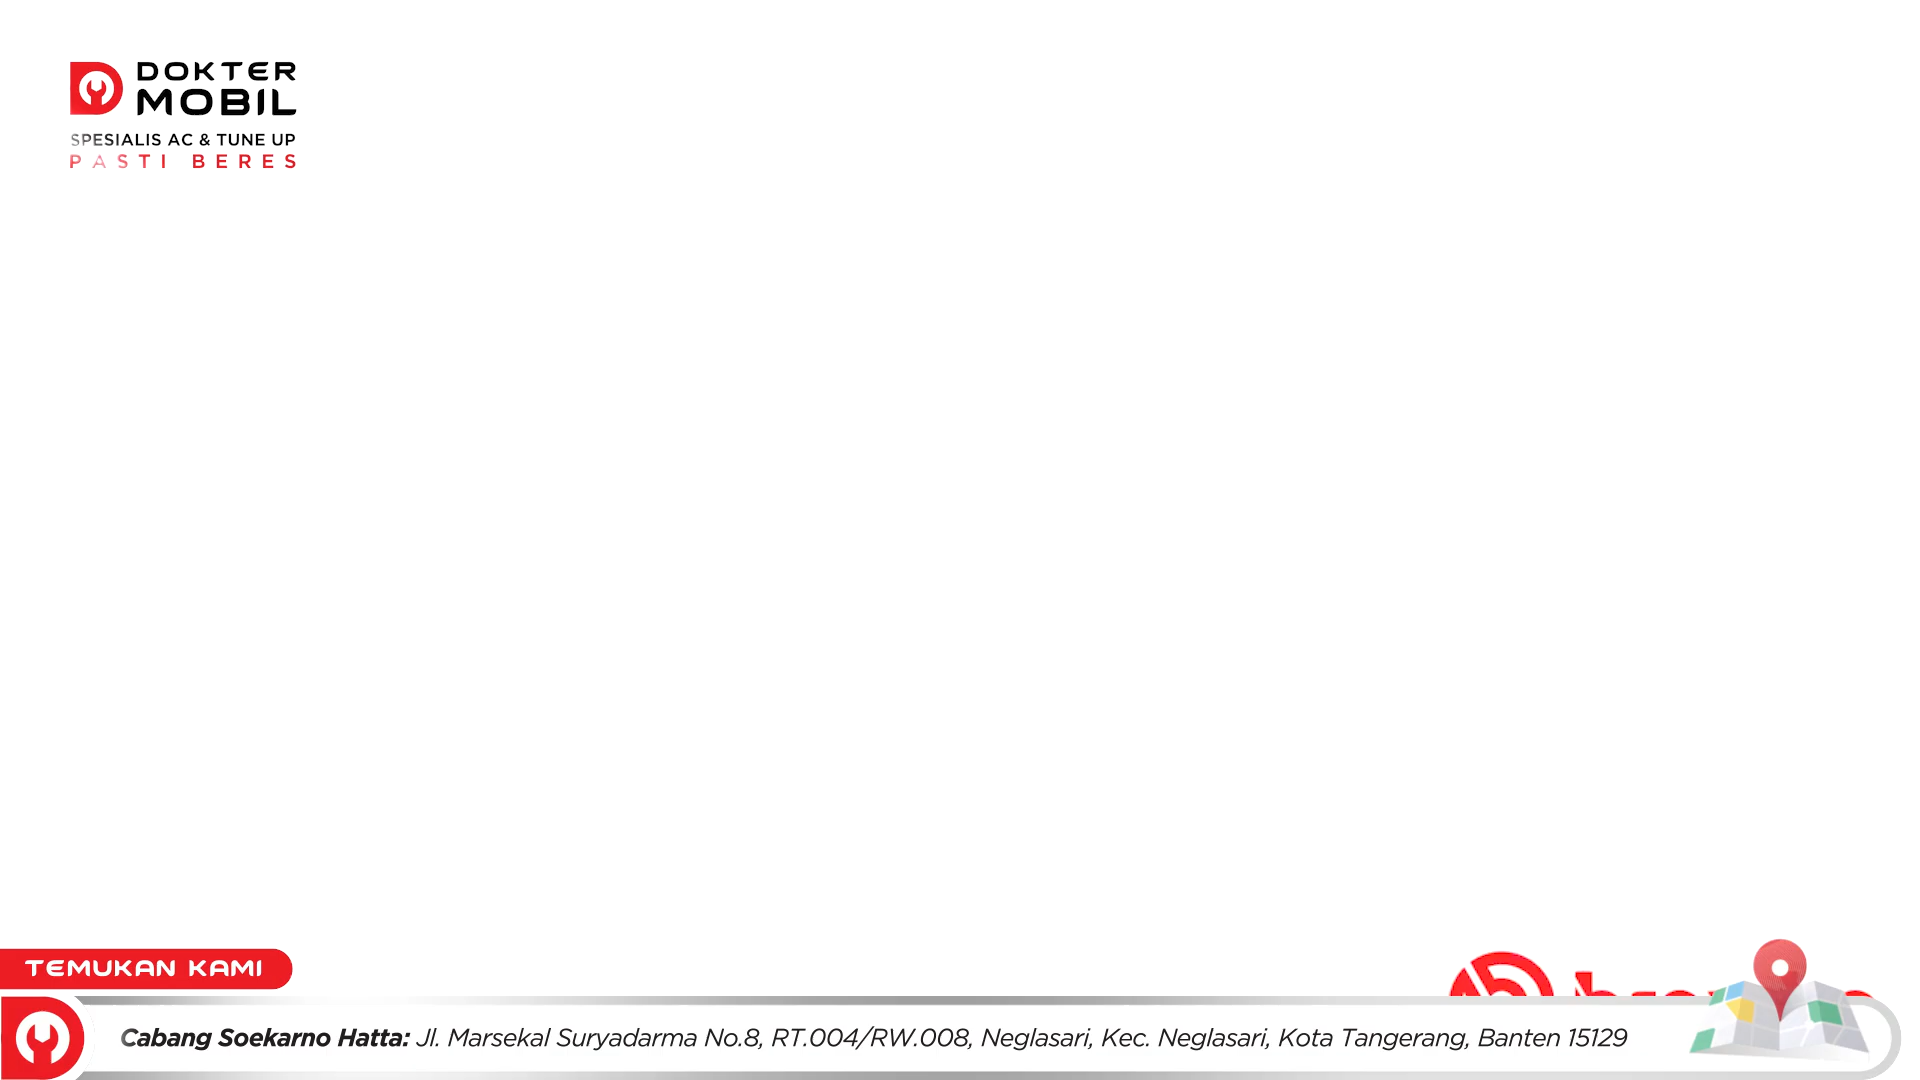 DOKTER
MOBIL
SPESIALIS AC & TUNE UP
PASTI BERES
TEMUKAN KAMI
Cabang Soekarno Hatta: Jl. Marsekal Suryadarma No.8, RT.004/RW.008, Neglasari, Kec. Neglasari, Kota Tangerang, Banten 15129